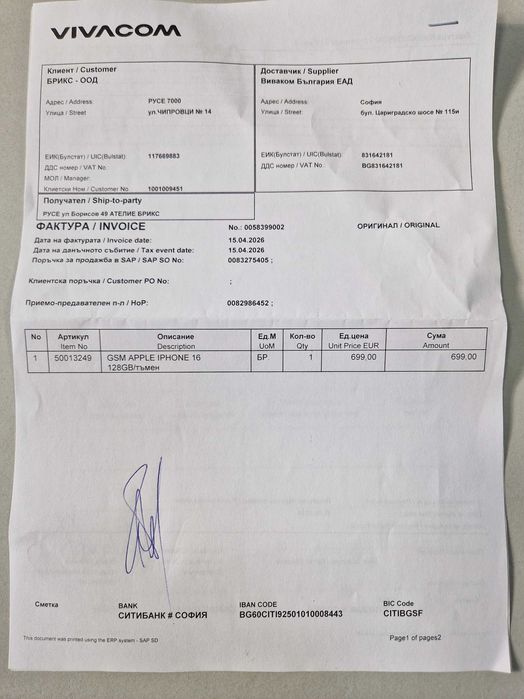 VIVACOM
Клиент / Customer
БРИКС - ООД
Адрес / Address: РУСЕ 7000
Улица / Street ул.ЧИПРОВЦИ № 14
ЕИК(Булстат) / UIC(Bulstat): 117669883
ДДС номер / VAT No.:
МОЛ / Manager:
Клиентски Ном / Customer No. 1001009451
Доставчик / Supplier
Виваком България ЕАД
Адрес / Address: София
Улица / Street: бул. Цариградско шосе № 115и
ЕИК(Булстат) / UIC(Bulstat): 831642181
ДДС номер / VAT No.: BG831642181
Получател / Ship-to-party
РУСЕ ул Борисов 49 АТЕЛИЕ БРИКС
ФАКТУРА / INVOICE No.: 0058399002 ОРИГИНАЛ / ORIGINAL
Дата на фактурата / Invoice date: 15.04.2026
Дата на данъчното събитие / Tax event date: 15.04.2026
Поръчка за продажба в SAP / SAP SO No: 0083275405 ;
Клиентска поръчка / Customer PO No: ;
Приемо-предавателен п-л / HoP: 0082986452 ;
No Артикул Описание Ед.М Кол-во Ед.цена Сума
Item No Description UoM Qty Unit Price EUR Amount
1 50013249 GSM APPLE IPHONE 16 БР. 1 699,00 699,00
128GB/тъмен
Сметка BANK IBAN CODE BIC Code
СИТИБАНК # СОФИЯ BG60CITI92501010008443 CITIBGSF
This document was printed using the ERP system - SAP SD
Page1 of pages2